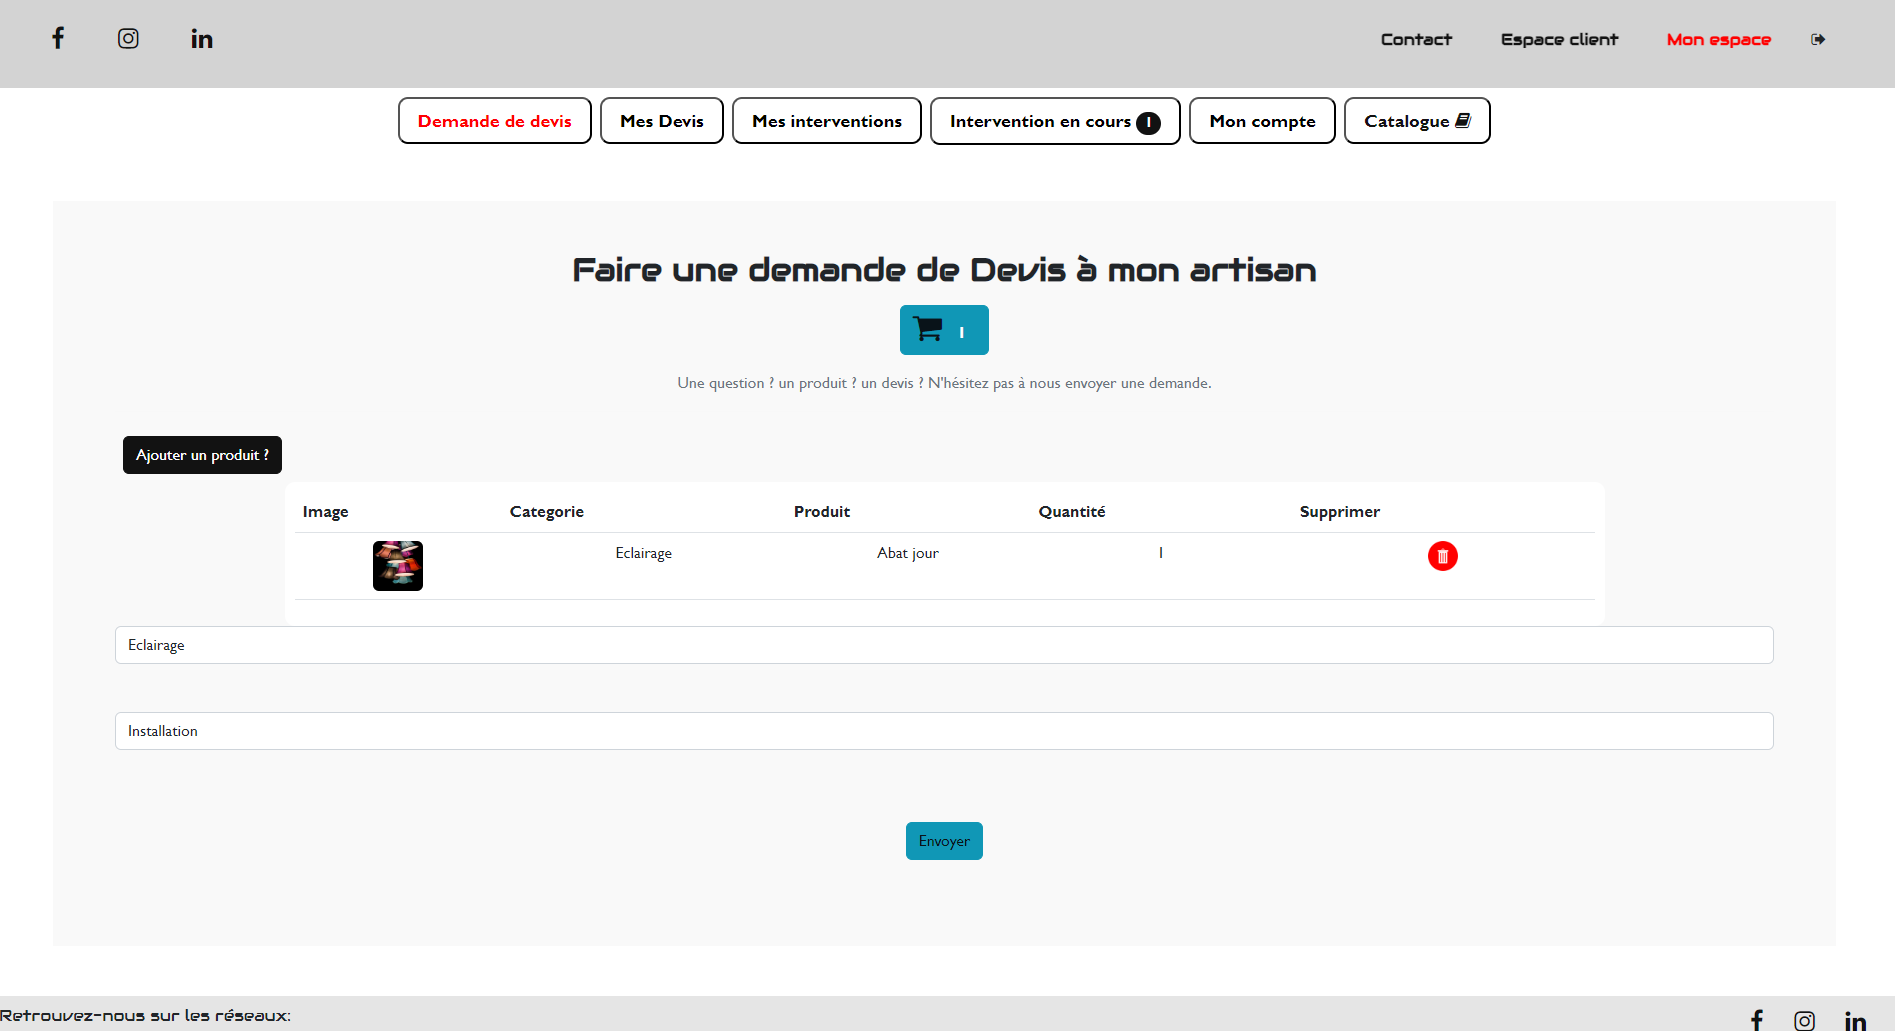 Contact Espace client Mon espace
Demande de devis Mes Devis Mes interventions Intervention en cours 1 Mon compte Catalogue
Faire une demande de Devis à mon artisan
1
Une question ? un produit ? un devis ? N'hésitez pas à nous envoyer une demande.
Ajouter un produit ?
Image Categorie Produit Quantité Supprimer
Eclairage Abat jour 1
Eclairage
Installation
Envoyer
Retrouvez-nous sur les réseaux: